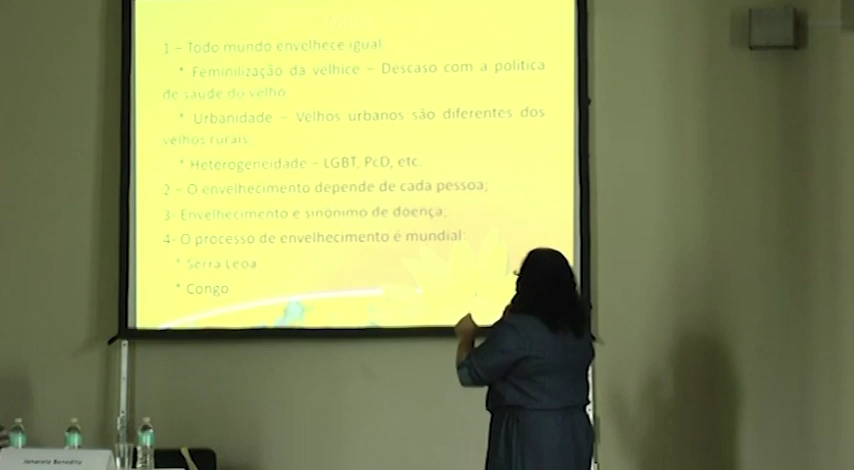 1 – Todo mundo envelhece igual:
* Feminilização da velhice – Descaso com a política
de saúde do velho
* Urbanidade – Velhos urbanos são diferentes dos
velhos rurais;
* Heterogeneidade – LGBT, PcD, etc.
2 – O envelhecimento depende de cada pessoa;
3- Envelhecimento é sinônimo de doença;
4- O processo de envelhecimento é mundial:
* Serra Leoa
* Congo
Benedito